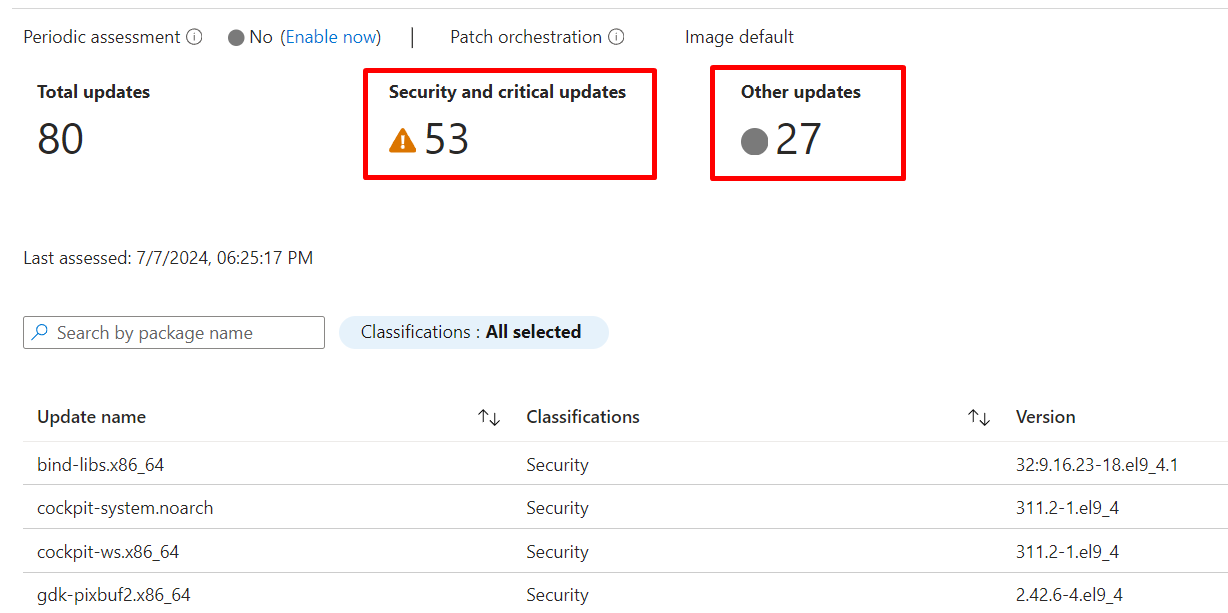 Periodic assessment No (Enable now) | Patch orchestration Image default
Total updates Security and critical updates Other updates
80 53 27
Last assessed: 7/7/2024, 06:25:17 PM
Search by package name Classifications : All selected
Update name Classifications Version
bind-libs.x86_64 Security 32:9.16.23-18.el9_4.1
cockpit-system.noarch Security 311.2-1.el9_4
cockpit-ws.x86_64 Security 311.2-1.el9_4
gdk-pixbuf2.x86_64 Security 2.42.6-4.el9_4